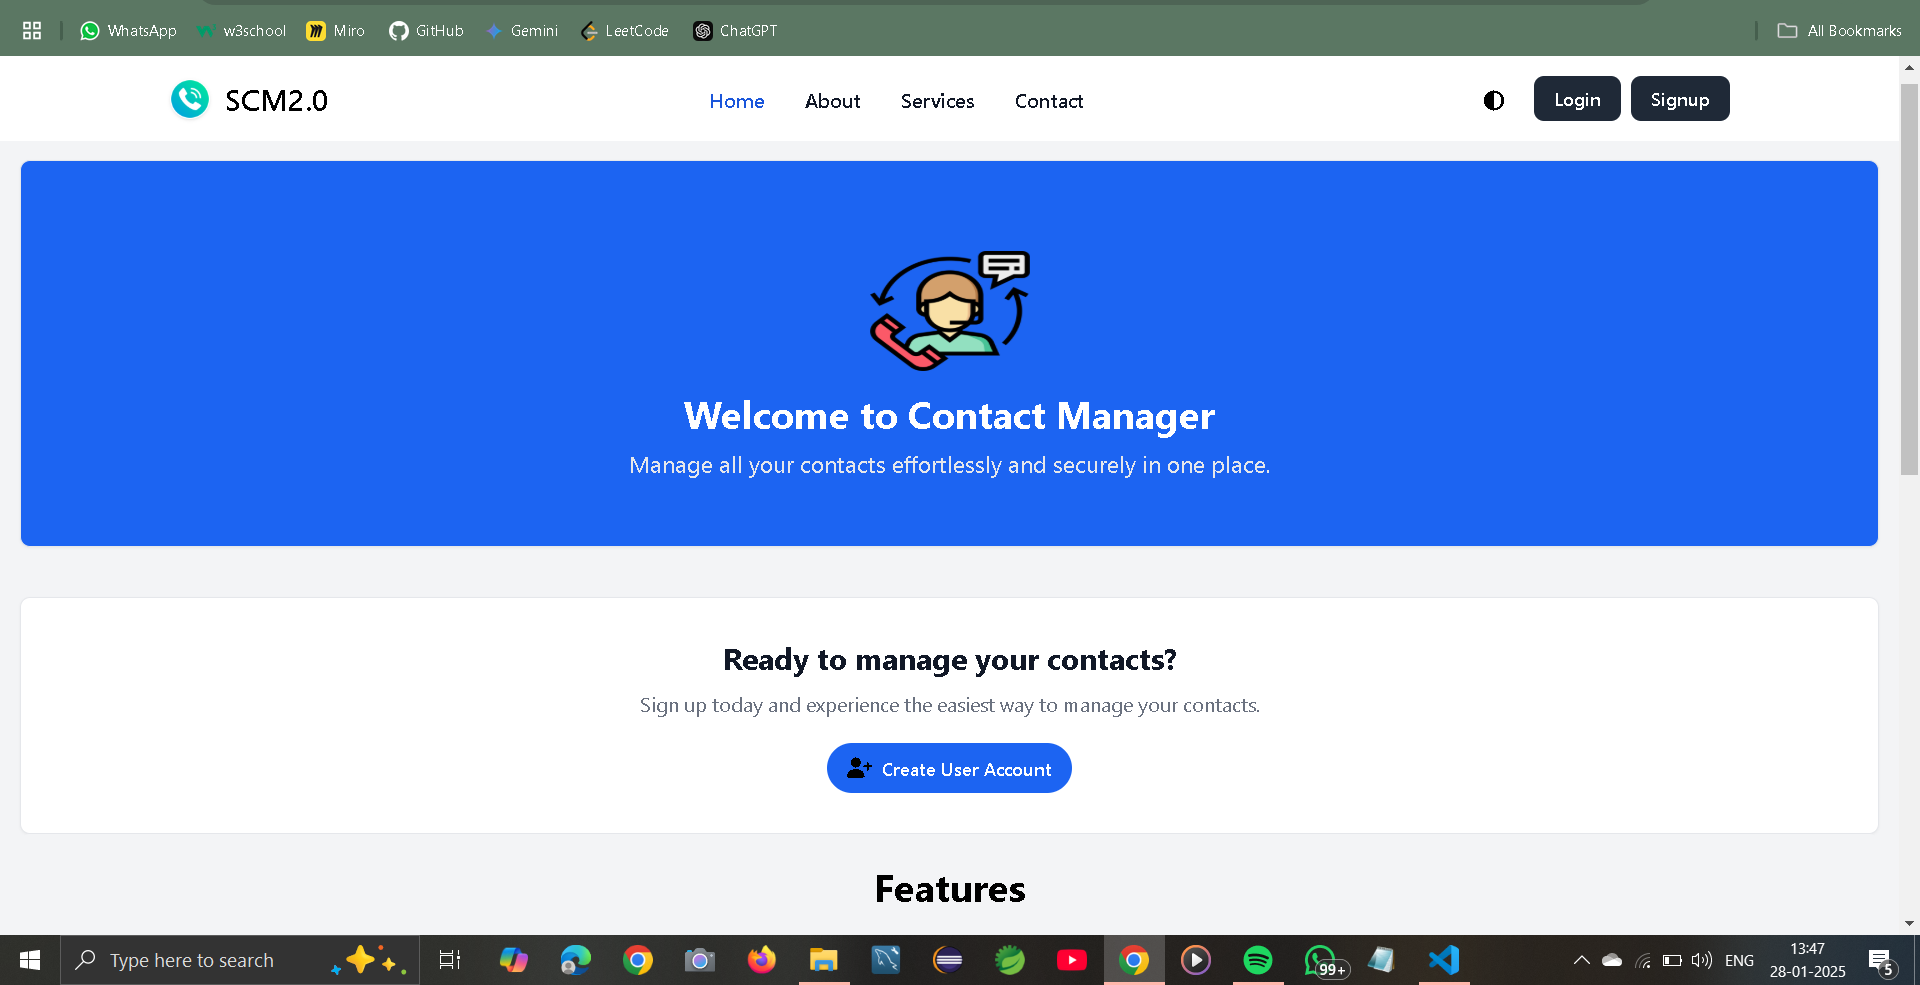 WhatsApp
w3school
Miro
GitHub
Gemini
LeetCode
ChatGPT
All Bookmarks
SCM2.0
Home
About
Services
Contact
Login
Signup
Welcome to Contact Manager
Manage all your contacts effortlessly and securely in one place.
Ready to manage your contacts?
Sign up today and experience the easiest way to manage your contacts.
Create User Account
Features
Type here to search
99+
ENG
13:47
28-01-2025
5